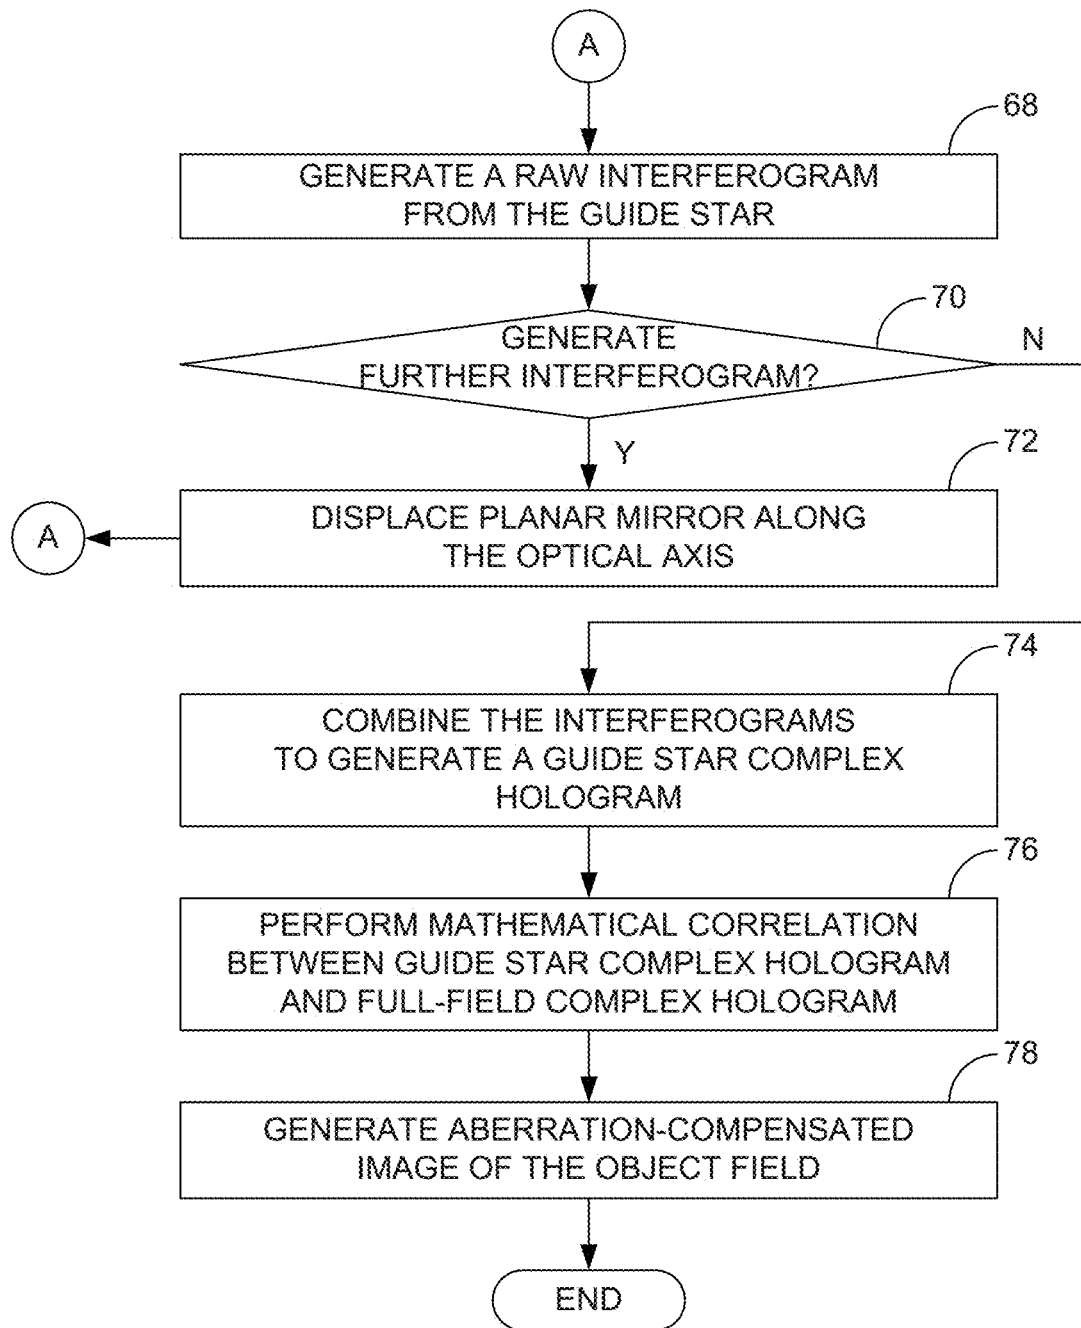 A
68
GENERATE A RAW INTERFEROGRAM
FROM THE GUIDE STAR
70
GENERATE
FURTHER INTERFEROGRAM?
N
Y
72
DISPLACE PLANAR MIRROR ALONG
THE OPTICAL AXIS
A
74
COMBINE THE INTERFEROGRAMS
TO GENERATE A GUIDE STAR COMPLEX
HOLOGRAM
76
PERFORM MATHEMATICAL CORRELATION
BETWEEN GUIDE STAR COMPLEX HOLOGRAM
AND FULL-FIELD COMPLEX HOLOGRAM
78
GENERATE ABERRATION-COMPENSATED
IMAGE OF THE OBJECT FIELD
END